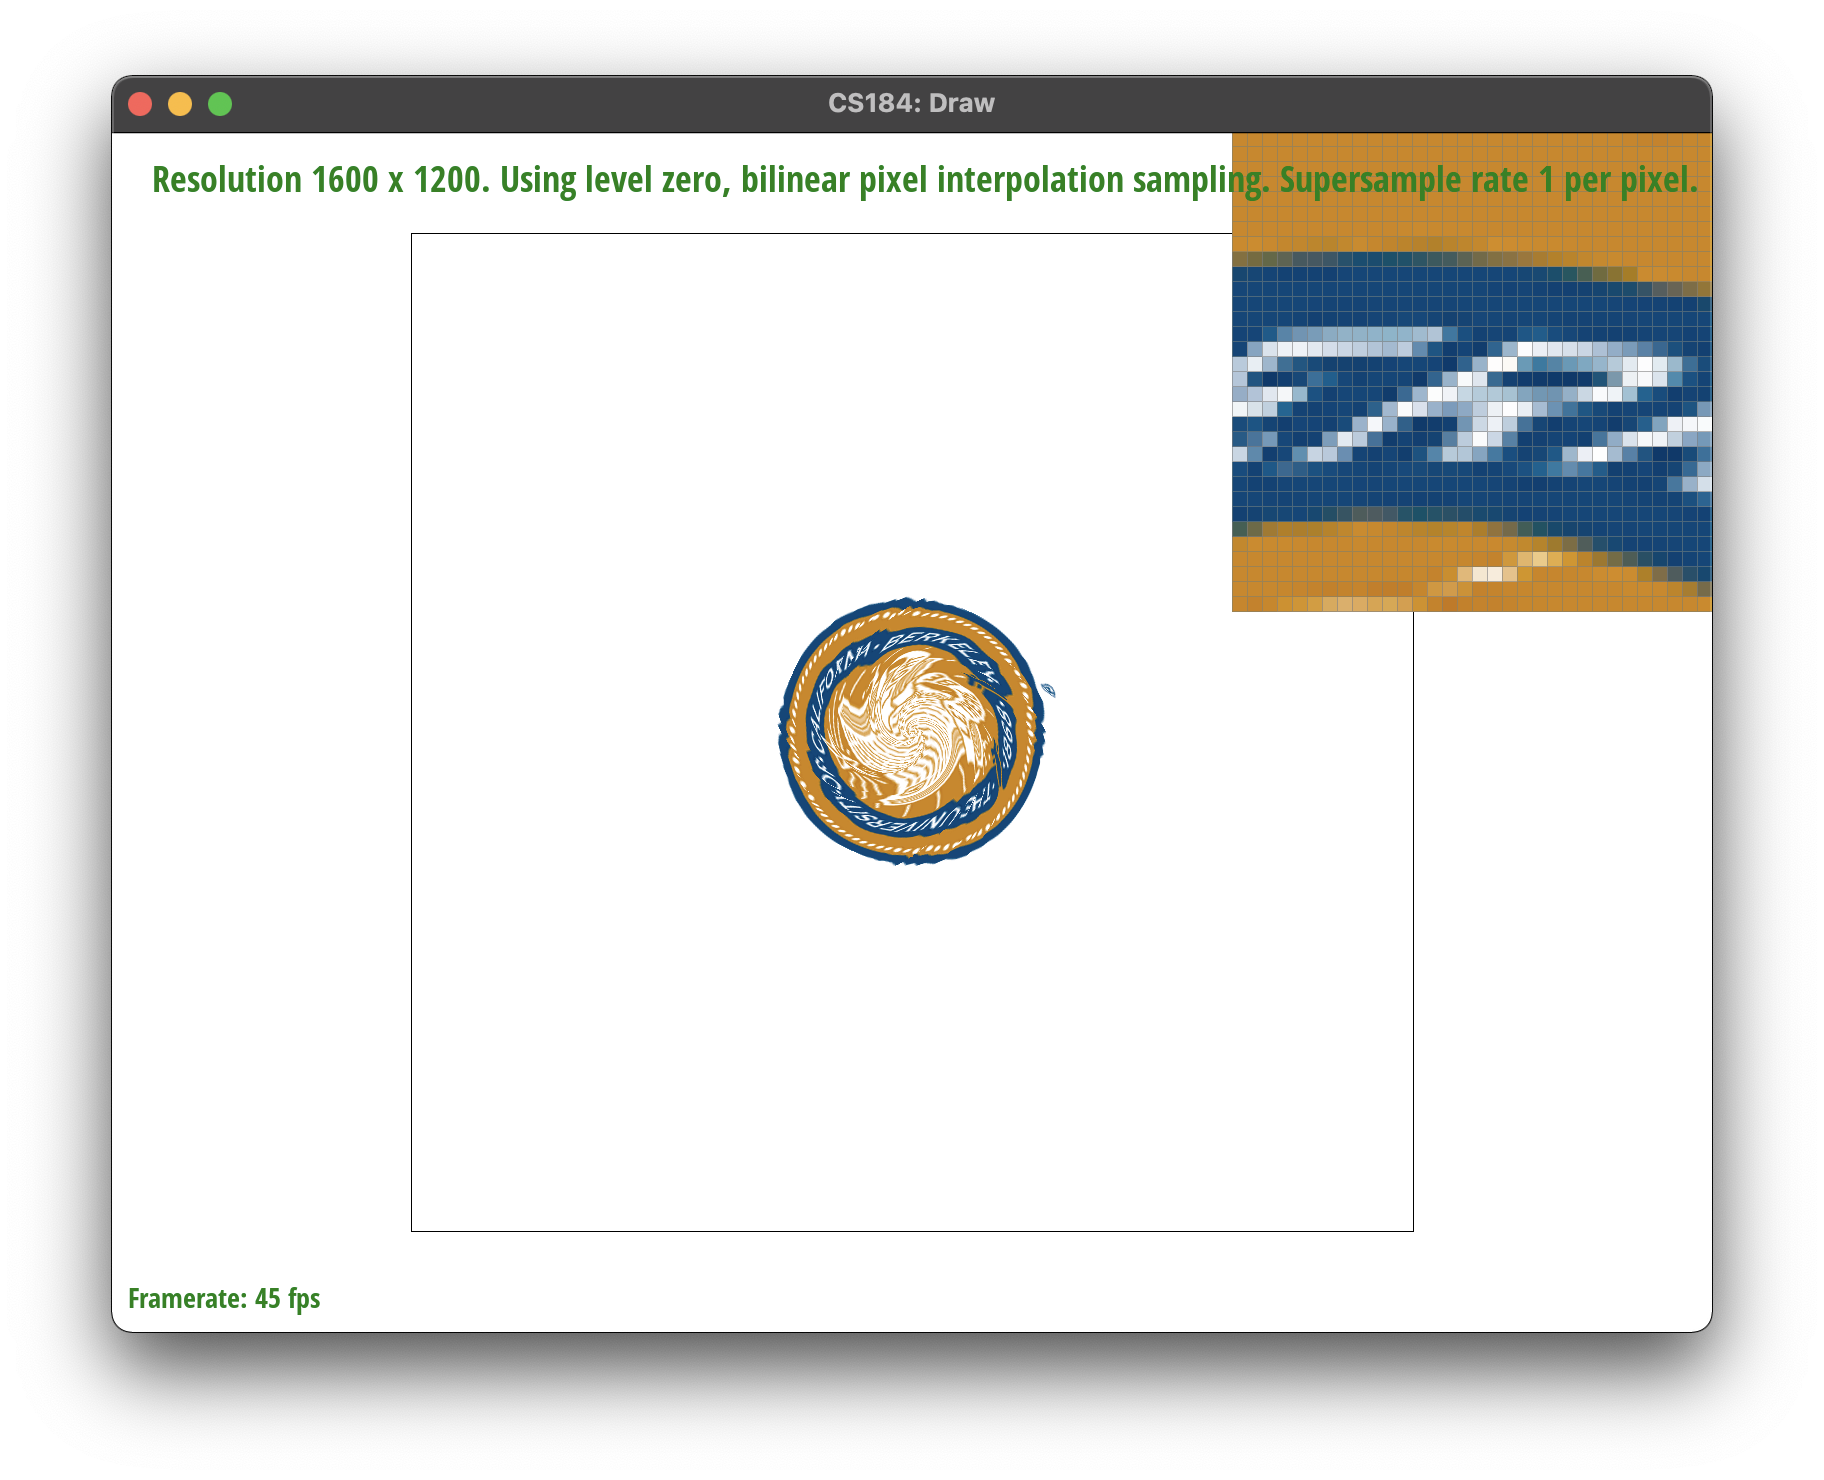 CS184: Draw
Resolution 1600 x 1200. Using level zero, bilinear pixel interpolation sampling. Supersample rate 1 per pixel.
THE·UNIVERSITY·OF·CALIFORNIA·BERKELEY
Framerate: 45 fps